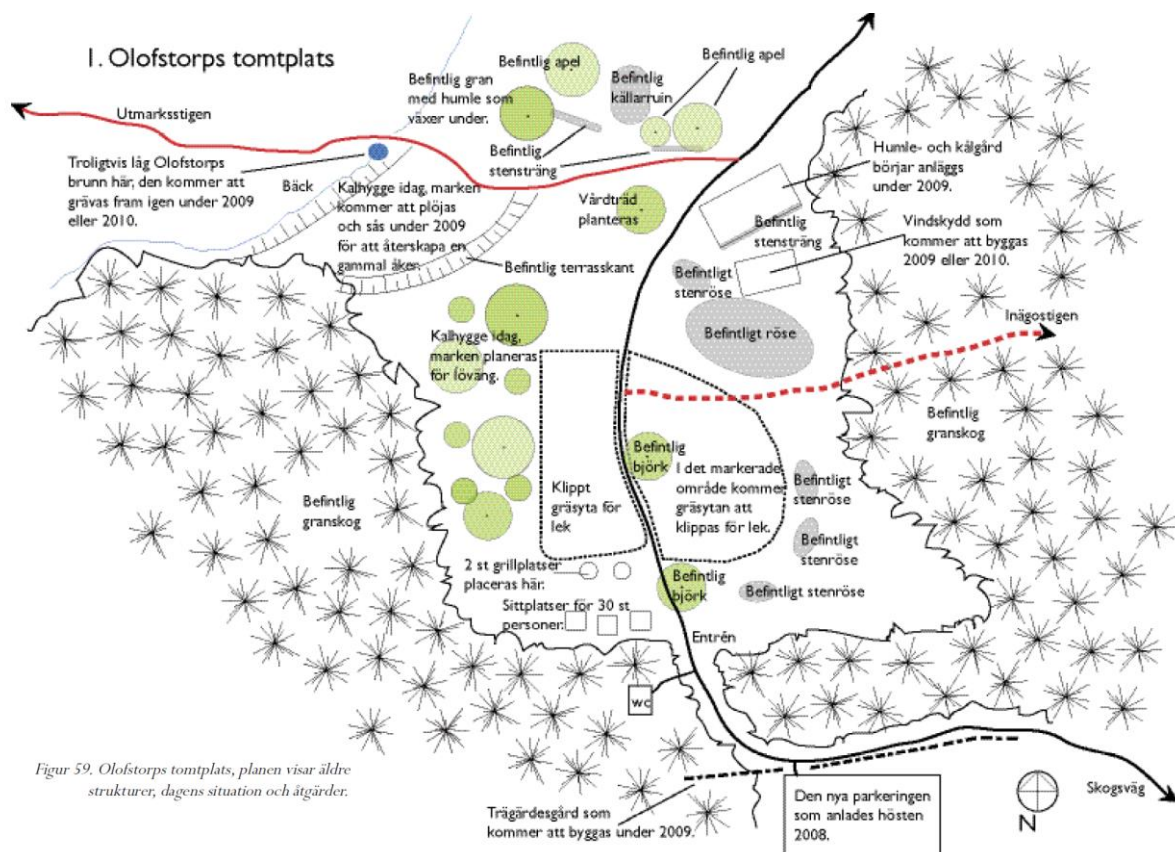 1. Olofstorps tomtplats
Utmarksstigen
Befintlig gran
med humle som
växer under.
Befintlig apel
Befintlig
källarruin
Befintlig apel
Befintlig
stensträng
Troligtvis låg Olofstorps
brunn här, den kommer att
grävas fram igen under 2009
eller 2010.
Bäck
Kalhygge idag, marken
kommer att plöjas
och sås under 2009
för att återskapa en
gammal åker.
Vårdträd
planteras
Humle- och kålgård
börjar anläggs
under 2009.
Befintlig
stensträng
Vindskydd som
kommer att byggas
2009 eller 2010.
Befintlig terrasskant
Befintligt
stenröse
Befintligt röse
Inägostigen
Kalhygge idag,
marken planeras
för löväng.
Befintlig
granskog
Befintlig
björk
I det markerade
område kommer
gräsytan att
klippas för lek.
Befintligt
stenröse
Klippt
gräsyta för
lek
Befintlig
granskog
Befintligt
stenröse
2 st grillplatser
placeras här.
Befintlig
björk
Befintligt stenröse
Sittplatser för 30 st
personer.
Entrén
WC
Figur 59. Olofstorps tomtplats, planen visar äldre
strukturer, dagens situation och åtgärder.
Trägärdesgård som
kommer att byggas under 2009.
Den nya parkeringen
som anlades hösten
2008.
N
Skogsväg